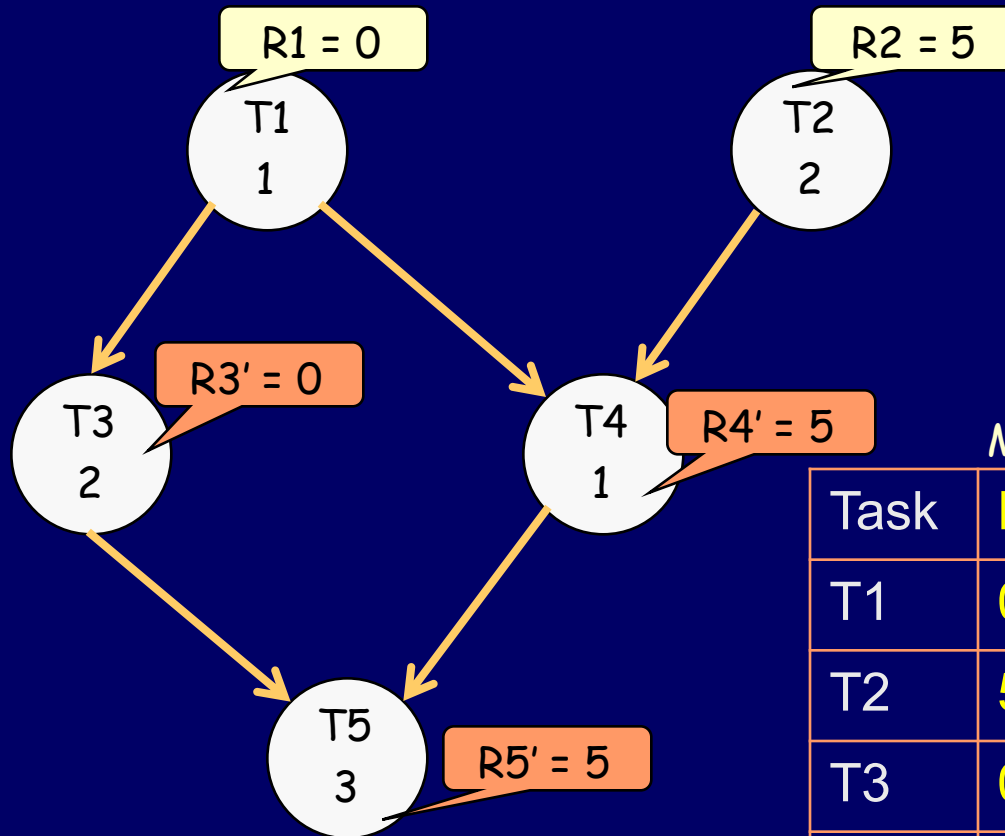 R1 = 0
R2 = 5
T1
1
T2
2
R3' = 0
T3
2
T4
1
R4' = 5
Task
T1
T2
5
T3
T5
3
R5' = 5